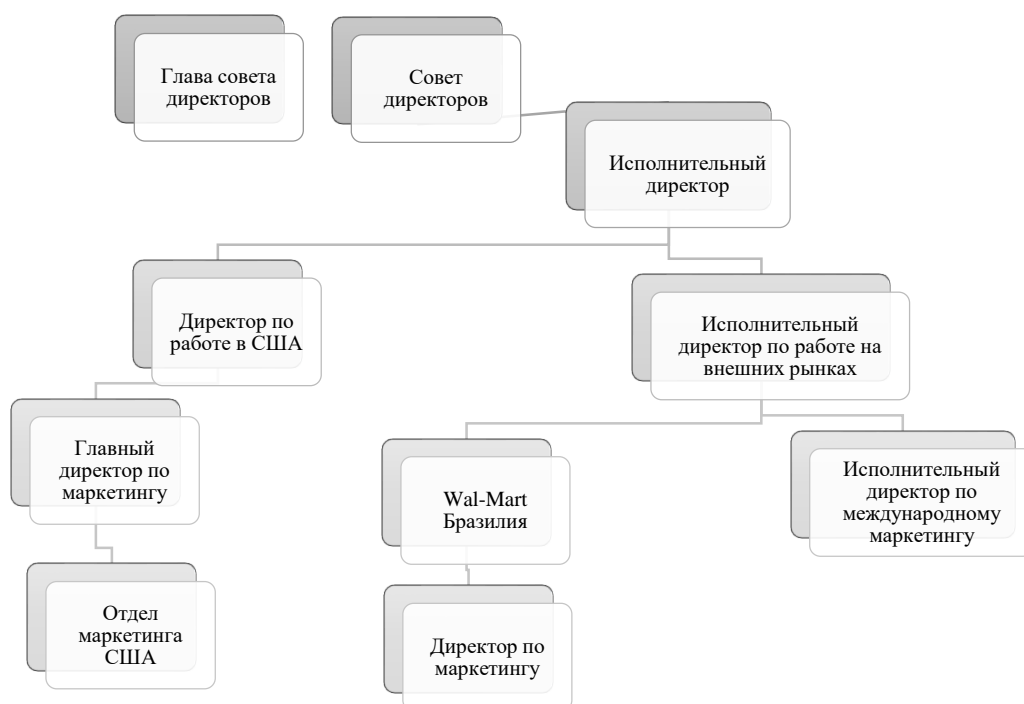 Глава совета
директоров
Совет
директоров
Исполнительный
директор
Директор по
работе в США
Исполнительный
директор по работе на
внешних рынках
Главный
директор по
маркетингу
Wal-Mart
Бразилия
Исполнительный
директор по
международному
маркетингу
Отдел
маркетинга
США
Директор по
маркетингу